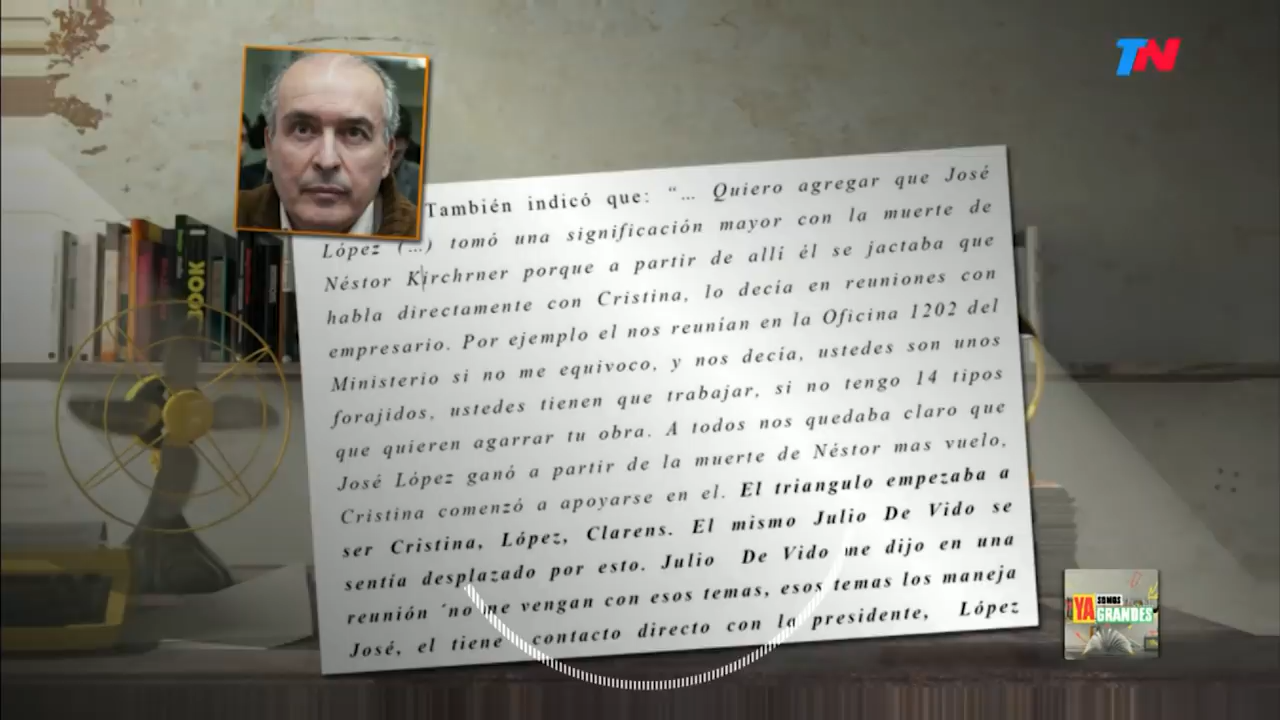 TN
También indicó que: “… Quiero agregar que José
López (…) tomó una significación mayor con la muerte de
Néstor Kirchrner porque a partir de allí él se jactaba que
habla directamente con Cristina, lo decía en reuniones con
empresario. Por ejemplo el nos reunían en la Oficina 1202 del
Ministerio si no me equivoco, y nos decía, ustedes son unos
forajidos, ustedes tienen que trabajar, si no tengo 14 tipos
que quieren agarrar tu obra. A todos nos quedaba claro que
José López ganó a partir de la muerte de Néstor mas vuelo,
Cristina comenzó a apoyarse en el. El triangulo empezaba a
ser Cristina, López, Clarens. El mismo Julio De Vido se
sentía desplazado por esto. Julio De Vido me dijo en una
reunión ´no me vengan con esos temas, esos temas los maneja
José, el tiene contacto directo con la presidente, López
BOOK
YA SOMOS GRANDES